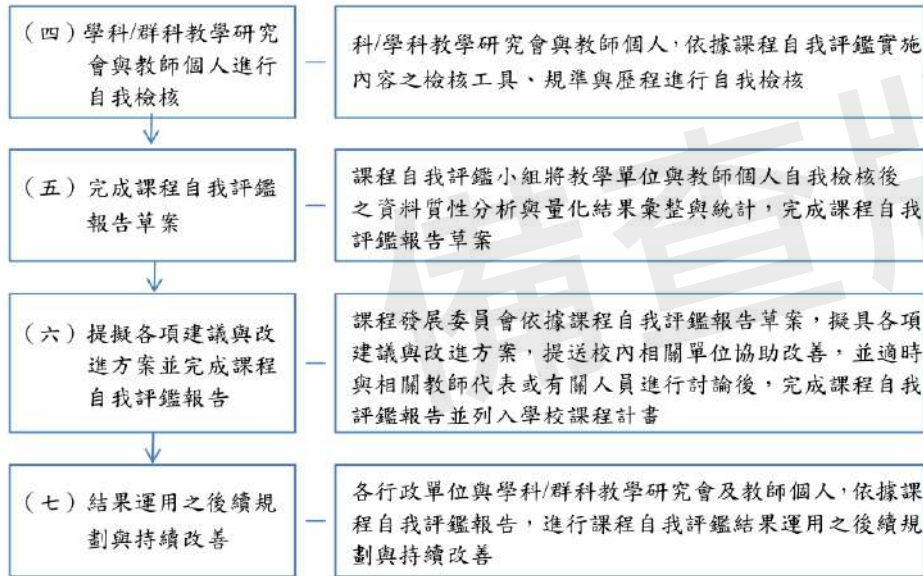 （四）學科/群科教學研究
會與教師個人進行
自我檢核
科/學科教學研究會與教師個人，依據課程自我評鑑實施
內容之檢核工具、規準與歷程進行自我檢核
（五）完成課程自我評鑑
報告草案
課程自我評鑑小組將教學單位與教師個人自我檢核後
之資料質性分析與量化結果彙整與統計，完成課程自我
評鑑報告草案
（六）提擬各項建議與改
進方案並完成課程
自我評鑑報告
課程發展委員會依據課程自我評鑑報告草案，擬具各項
建議與改進方案，提送校內相關單位協助改善，並適時
與相關教師代表或有關人員進行討論後，完成課程自我
評鑑報告並列入學校課程計書
（七）結果運用之後續規
劃與持續改善
各行政單位與學科/群科教學研究會及教師個人，依據課
程自我評鑑報告，進行課程自我評鑑結果運用之後續規
劃與持續改善
備查版